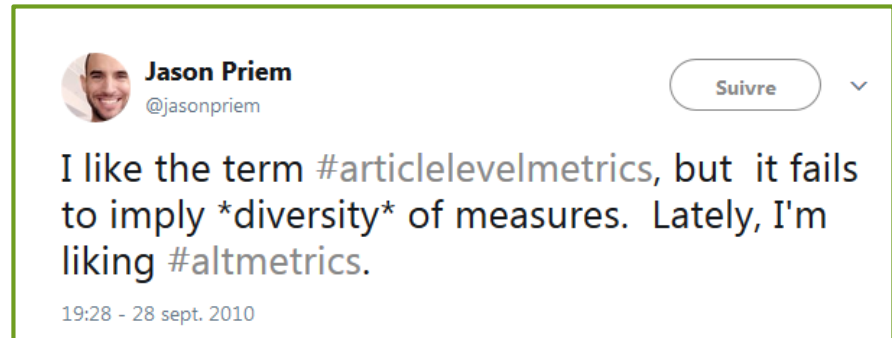 Jason Priem
@jasonpriem
Suivre
I like the term #articlelevelmetrics, but  it fails
to imply *diversity* of measures.  Lately, I'm
liking #altmetrics.
19:28 - 28 sept. 2010